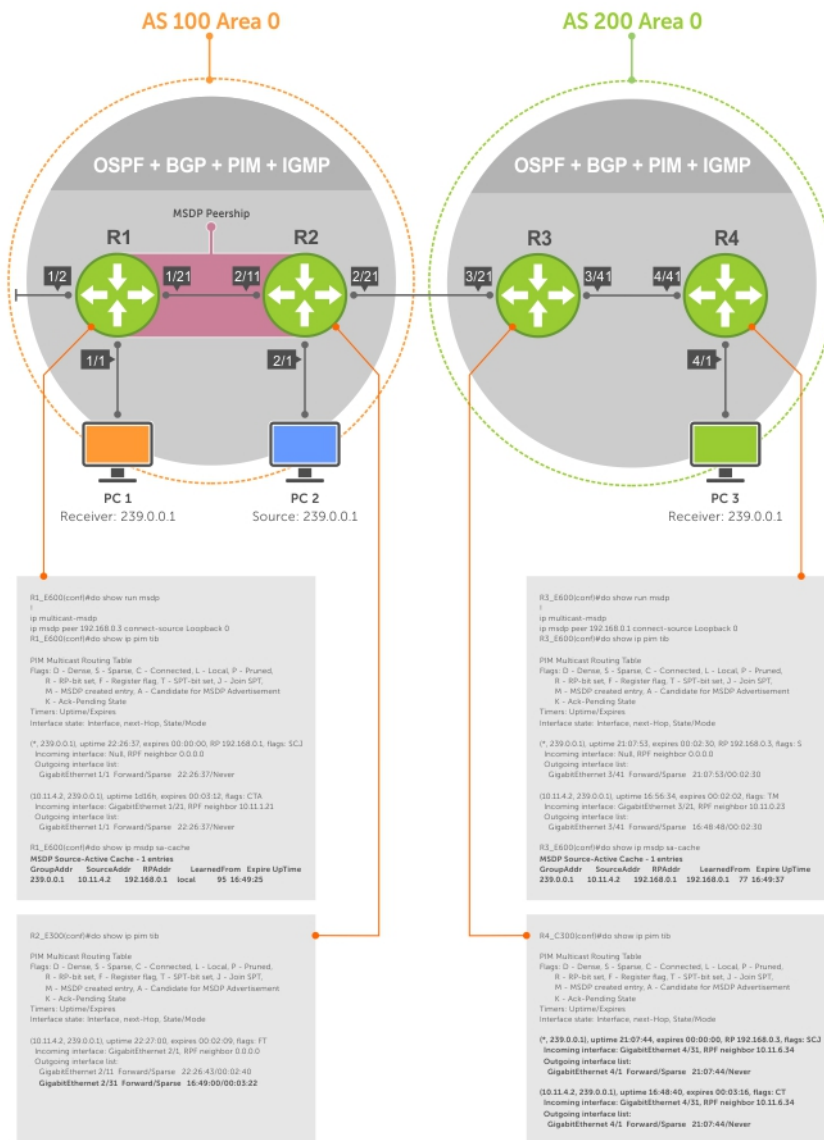 AS 100 Area 0
AS 200 Area 0
OSPF + BGP + PIM + IGMP
OSPF + BGP + PIM + IGMP
MSDP Peership
R1
R2
R3
R4
1/2
1/21
2/11
2/21
3/21
3/41
4/41
1/1
2/1
4/1
PC 1
Receiver: 239.0.0.1
PC 2
Source: 239.0.0.1
PC 3
Receiver: 239.0.0.1
R1_E600(conf)#do show run msdp
!
ip multicast-msdp
ip msdp peer 192.168.0.3 connect-source Loopback 0
R1_E600(conf)#do show ip pim tib
PIM Multicast Routing Table
Flags: D - Dense, S - Sparse, C - Connected, L - Local, P - Pruned,
R - RP-bit set, F - Register flag, T - SPT-bit set, J - Join SPT,
M - MSDP created entry, A - Candidate for MSDP Advertisement
K - Ack-Pending State
Timers: Uptime/Expires
Interface state: Interface, next-Hop, State/Mode
(*, 239.0.0.1), uptime 22:26:37, expires 00:00:00, RP 192.168.0.1, flags: SCJ
Incoming interface: Null, RPF neighbor 0.0.0.0
Outgoing interface list:
GigabitEthernet 1/1 Forward/Sparse 22:26:37/Never
(10.11.4.2, 239.0.0.1), uptime 1d16h, expires 00:03:12, flags: CTA
Incoming interface: GigabitEthernet 1/21, RPF neighbor 10.11.1.21
Outgoing interface list:
GigabitEthernet 1/1 Forward/Sparse 22:26:37/Never
R1_E600(conf)#do show ip msdp sa-cache
MSDP Source-Active Cache - 1 entries
GroupAddr SourceAddr RPAddr LearnedFrom Expire UpTime
239.0.0.1 10.11.4.2 192.168.0.1 local 95 16:49:25
R3_E600(conf)#do show run msdp
!
ip multicast-msdp
ip msdp peer 192.168.0.1 connect-source Loopback 0
R3_E600(conf)#do show ip pim tib
PIM Multicast Routing Table
Flags: D - Dense, S - Sparse, C - Connected, L - Local, P - Pruned,
R - RP-bit set, F - Register flag, T - SPT-bit set, J - Join SPT,
M - MSDP created entry, A - Candidate for MSDP Advertisement
K - Ack-Pending State
Timers: Uptime/Expires
Interface state: Interface, next-Hop, State/Mode
(*, 239.0.0.1), uptime 21:07:53, expires 00:02:30, RP 192.168.0.3, flags: S
Incoming interface: Null, RPF neighbor 0.0.0.0
Outgoing interface list:
GigabitEthernet 3/41 Forward/Sparse 21:07:53/00:02:30
(10.11.4.2, 239.0.0.1), uptime 16:56:34, expires 00:02:02, flags: TM
Incoming interface: GigabitEthernet 3/21, RPF neighbor 10.11.0.23
Outgoing interface list:
GigabitEthernet 3/41 Forward/Sparse 16:48:48/00:02:30
R3_E600(conf)#do show ip msdp sa-cache
MSDP Source-Active Cache - 1 entries
GroupAddr SourceAddr RPAddr LearnedFrom Expire UpTime
239.0.0.1 10.11.4.2 192.168.0.1 192.168.0.1 77 16:49:37
R2_E300(conf)#do show ip pim tib
PIM Multicast Routing Table
Flags: D - Dense, S - Sparse, C - Connected, L - Local, P - Pruned,
R - RP-bit set, F - Register flag, T - SPT-bit set, J - Join SPT,
M - MSDP created entry, A - Candidate for MSDP Advertisement
K - Ack-Pending State
Timers: Uptime/Expires
Interface state: Interface, next-Hop, State/Mode
(10.11.4.2, 239.0.0.1), uptime 22:27:00, expires 00:02:09, flags: FT
Incoming interface: GigabitEthernet 2/1, RPF neighbor 0.0.0.0
Outgoing interface list:
GigabitEthernet 2/11 Forward/Sparse 22:26:43/00:02:40
GigabitEthernet 2/31 Forward/Sparse 16:49:00/00:03:22
R4_C300(conf)#do show ip pim tib
PIM Multicast Routing Table
Flags: D - Dense, S - Sparse, C - Connected, L - Local, P - Pruned,
R - RP-bit set, F - Register flag, T - SPT-bit set, J - Join SPT,
M - MSDP created entry, A - Candidate for MSDP Advertisement
K - Ack-Pending State
Timers: Uptime/Expires
Interface state: Interface, next-Hop, State/Mode
(*, 239.0.0.1), uptime 21:07:44, expires 00:00:00, RP 192.168.0.3, flags: SCJ
Incoming interface: GigabitEthernet 4/31, RPF neighbor 10.11.6.34
Outgoing interface list:
GigabitEthernet 4/1 Forward/Sparse 21:07:44/Never
(10.11.4.2, 239.0.0.1), uptime 16:48:40, expires 00:03:16, flags: CT
Incoming interface: GigabitEthernet 4/31, RPF neighbor 10.11.6.34
Outgoing interface list:
GigabitEthernet 4/1 Forward/Sparse 21:07:44/Never